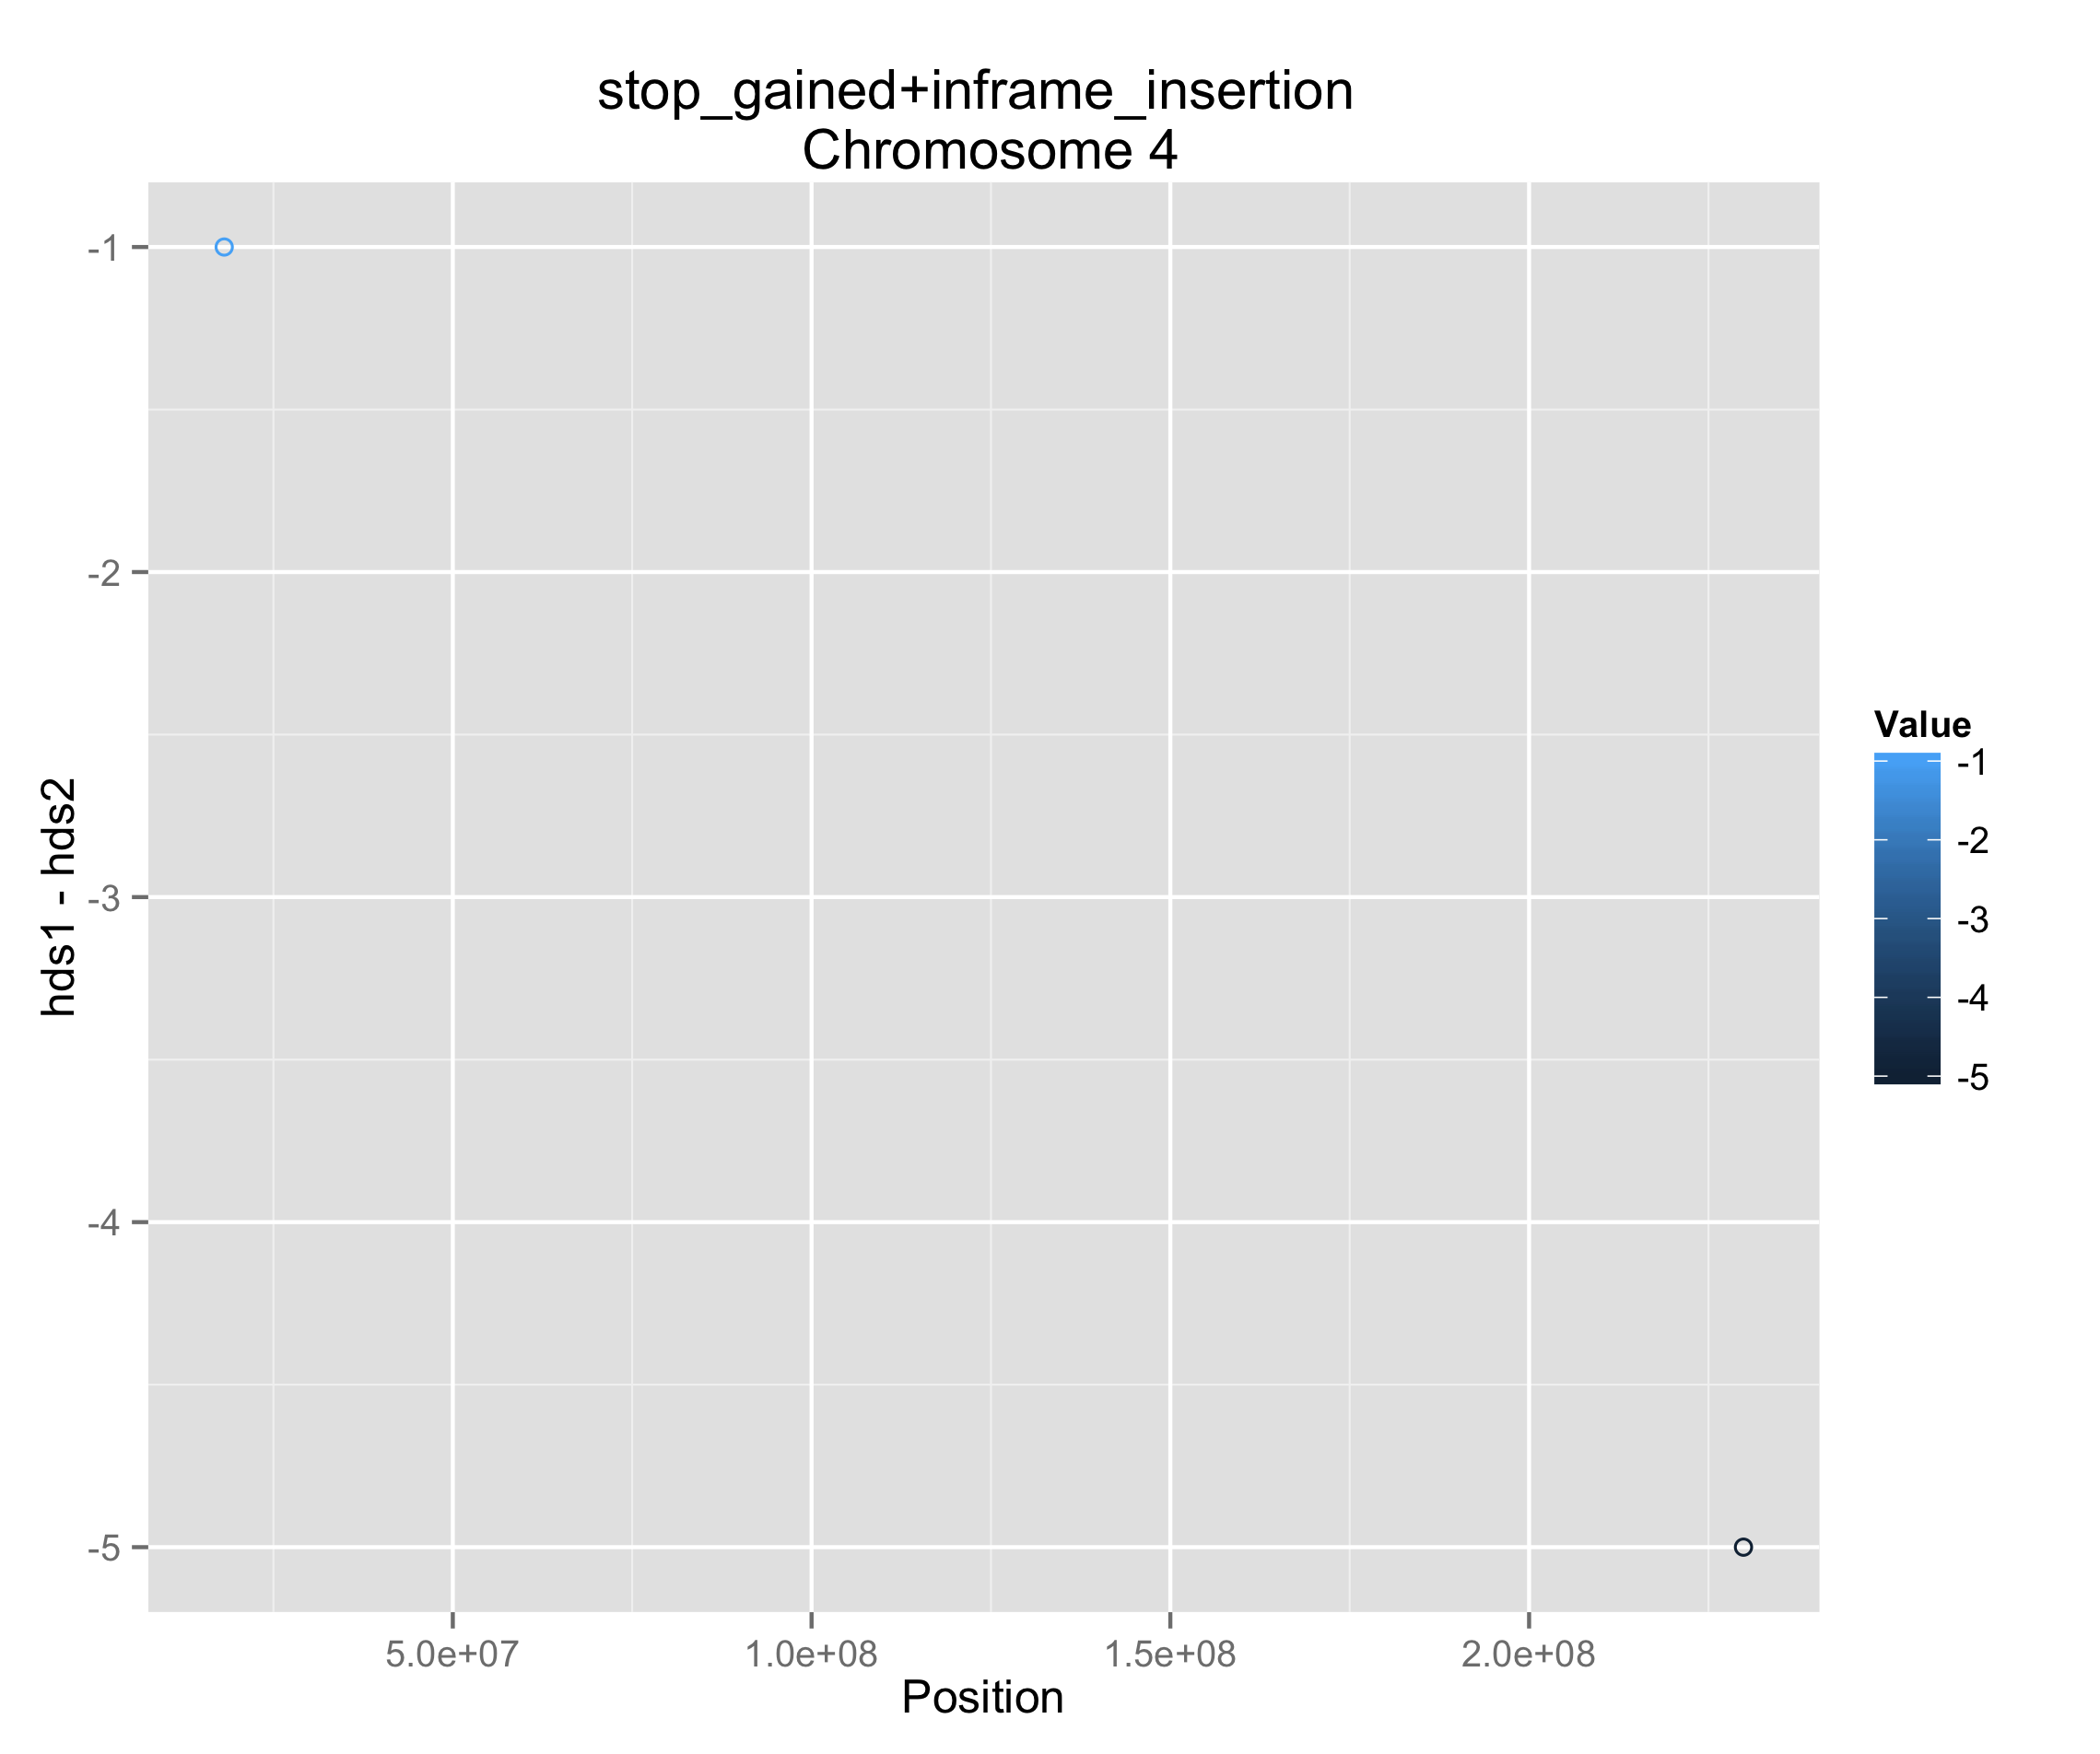 stop_gained+inframe_insertion
Chromosome 4
hds1 - hds2
-1
-2
-3
-4
-5
5.0e+07
1.0e+08
1.5e+08
2.0e+08
Position
Value
-1
-2
-3
-4
-5